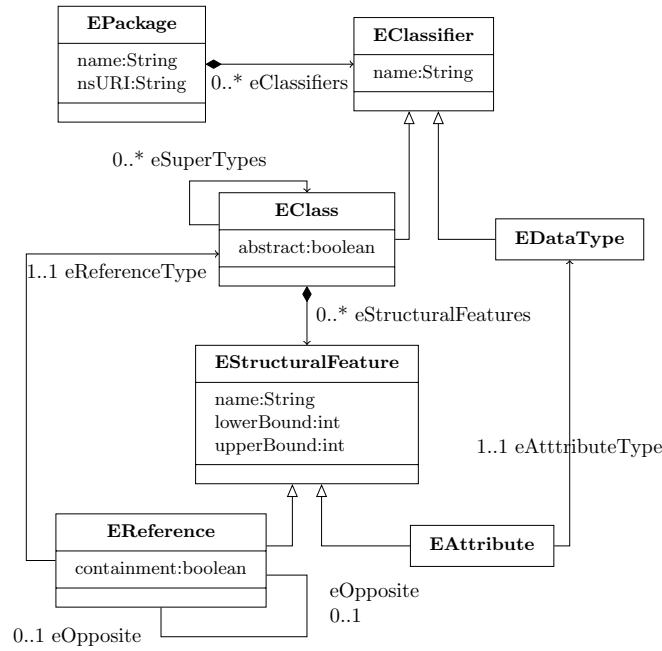 EPackage
name:String
nsURI:String
0..* eClassifiers
EClassifier
name:String
0..* eSuperTypes
EClass
abstract:boolean
EDataType
1..1 eReferenceType
0..* eStructuralFeatures
EStructuralFeature
name:String
lowerBound:int
upperBound:int
1..1 eAtttributeType
EReference
containment:boolean
EAttribute
eOpposite
0..1
0..1 eOpposite